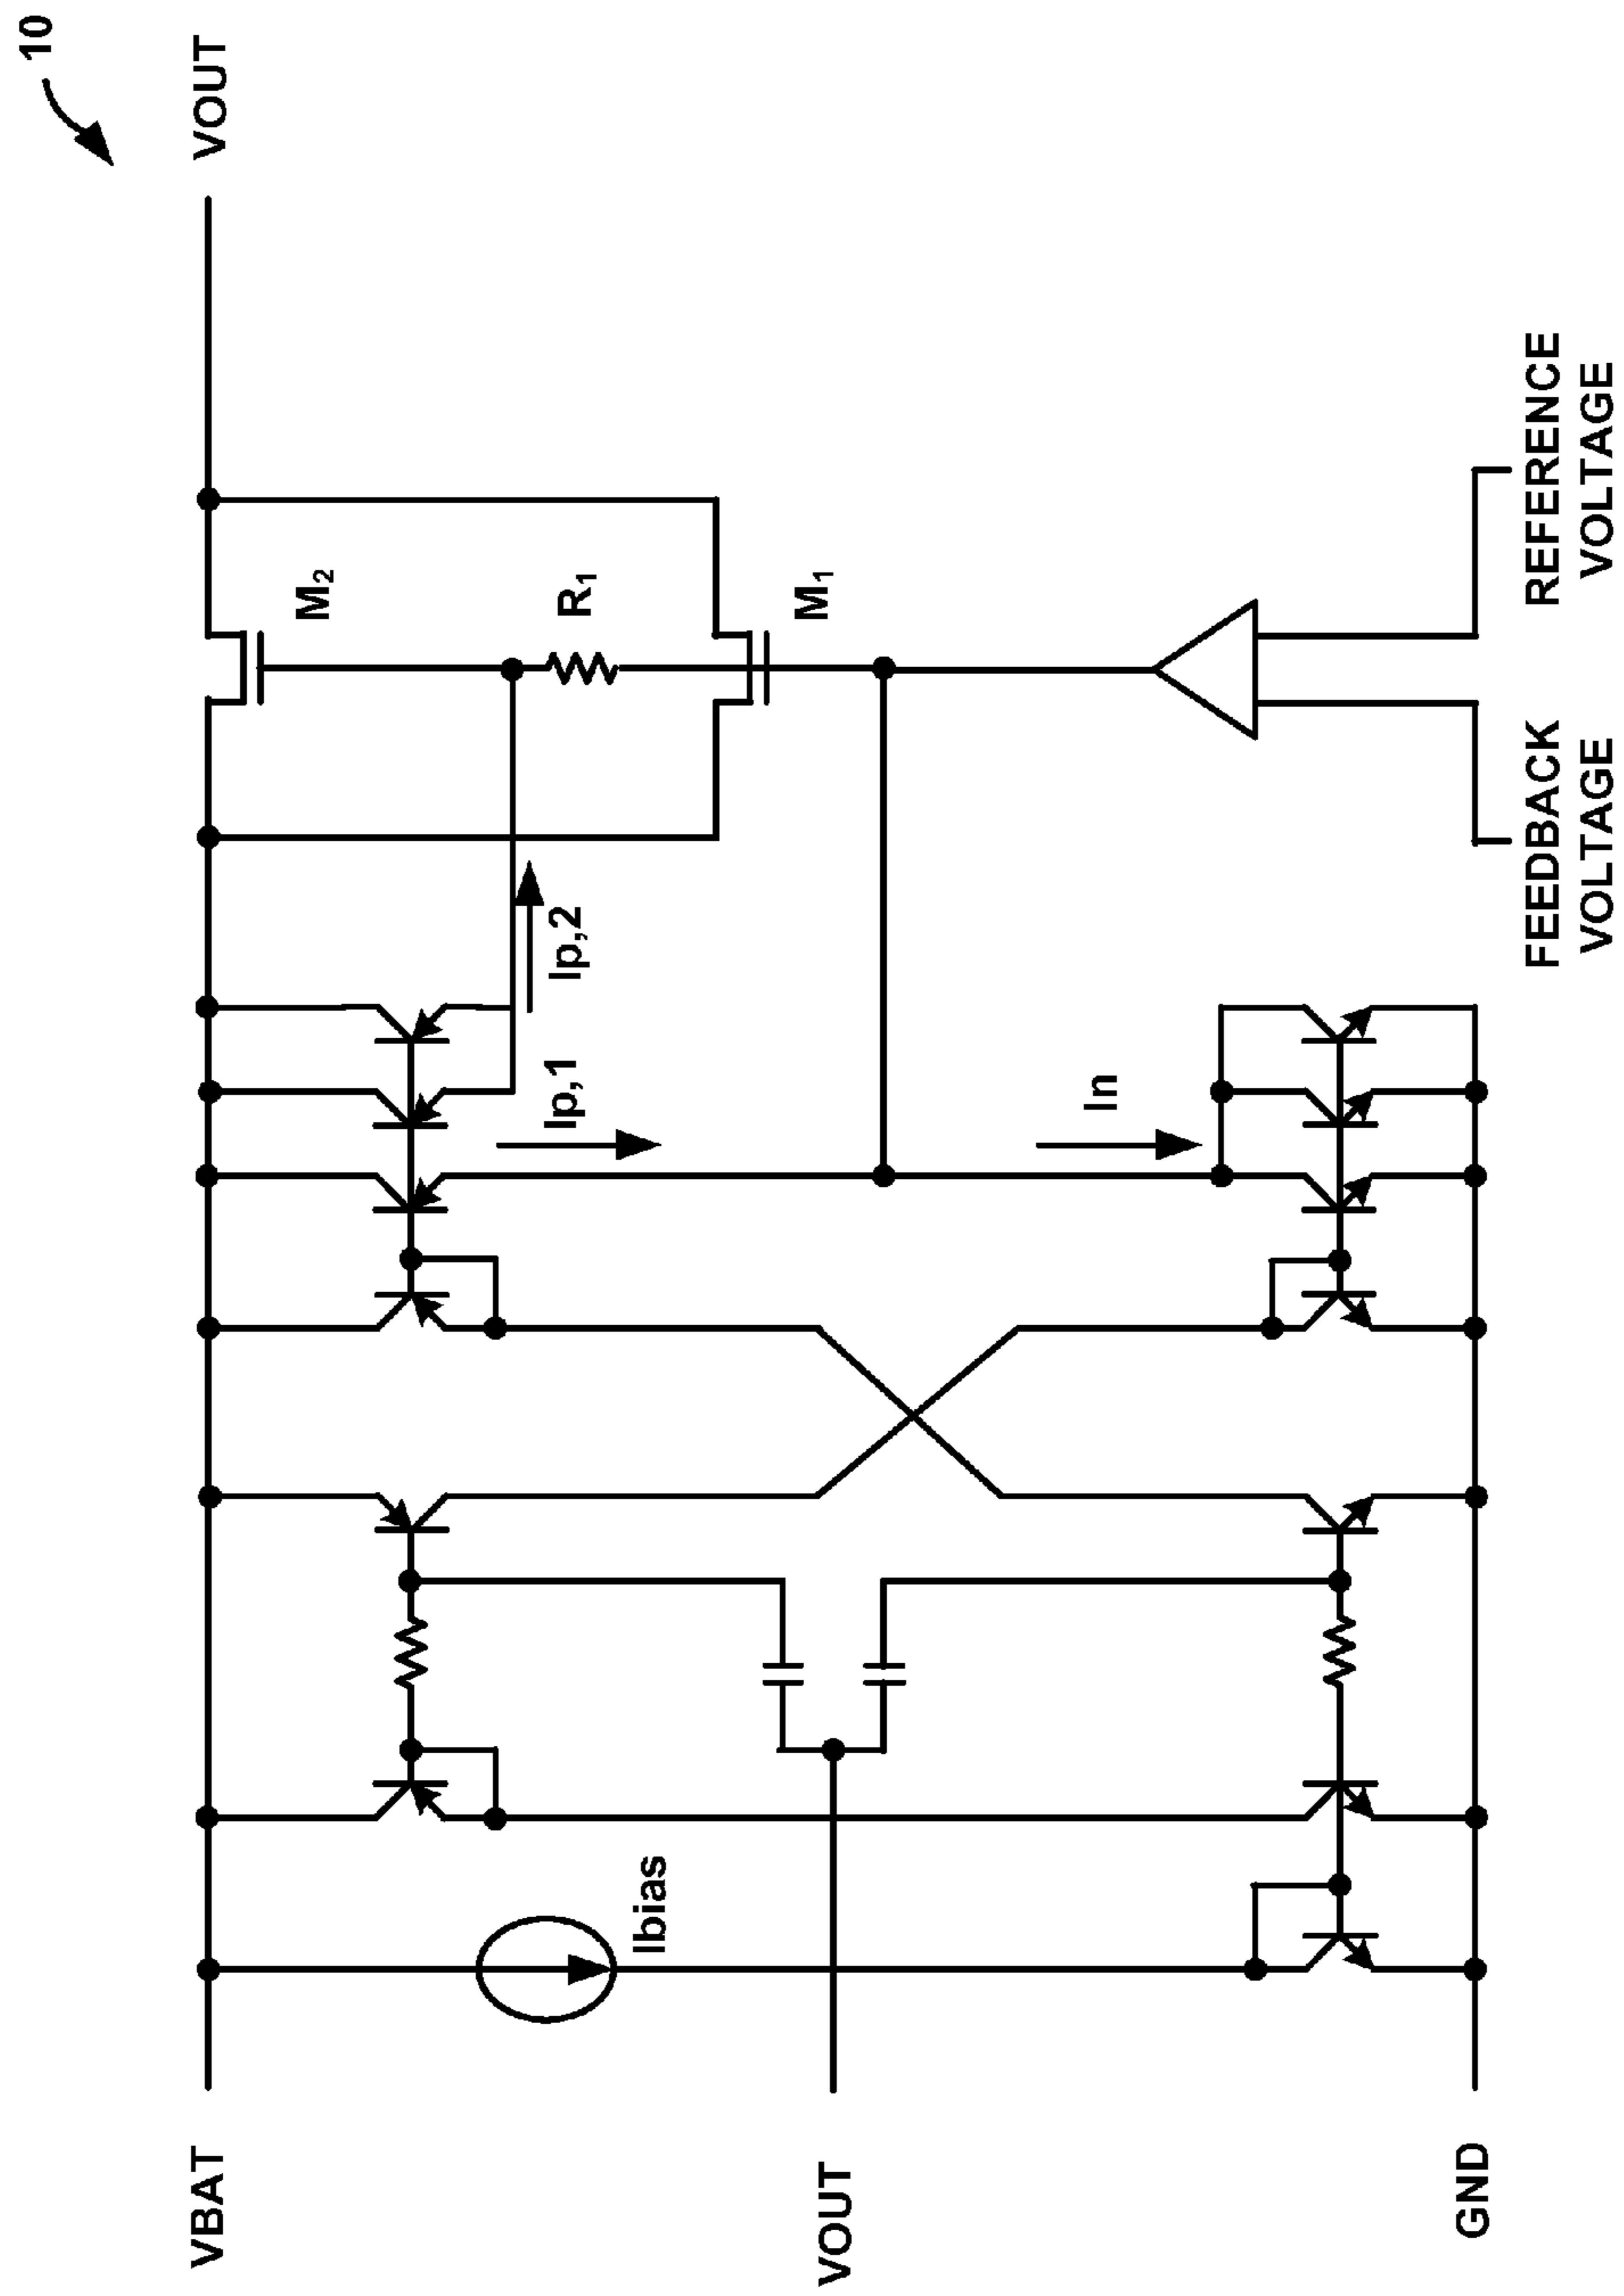 10
VBAT
VOUT
M2
R1
M1
Ip,2
Ip,1
In
Ibias
VOUT
GND
FEEDBACK
VOLTAGE
REFERENCE
VOLTAGE